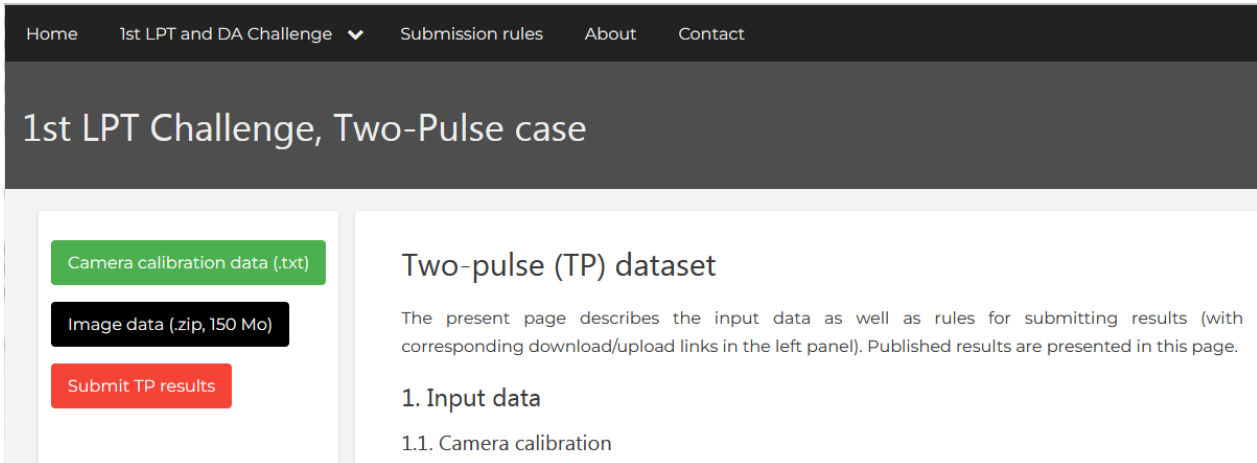 Home 1st LPT and DA Challenge Submission rules About Contact
1st LPT Challenge, Two-Pulse case
Camera calibration data (.txt)
Image data (.zip, 150 Mo)
Submit TP results
Two-pulse (TP) dataset
The present page describes the input data as well as rules for submitting results (with
corresponding download/upload links in the left panel). Published results are presented in this page.
1. Input data
1.1. Camera calibration